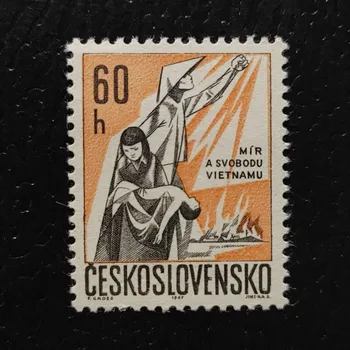 60
h
MÍR
A SVOBODU
VIETNAMU
ČESKOSLOVENSKO
1967